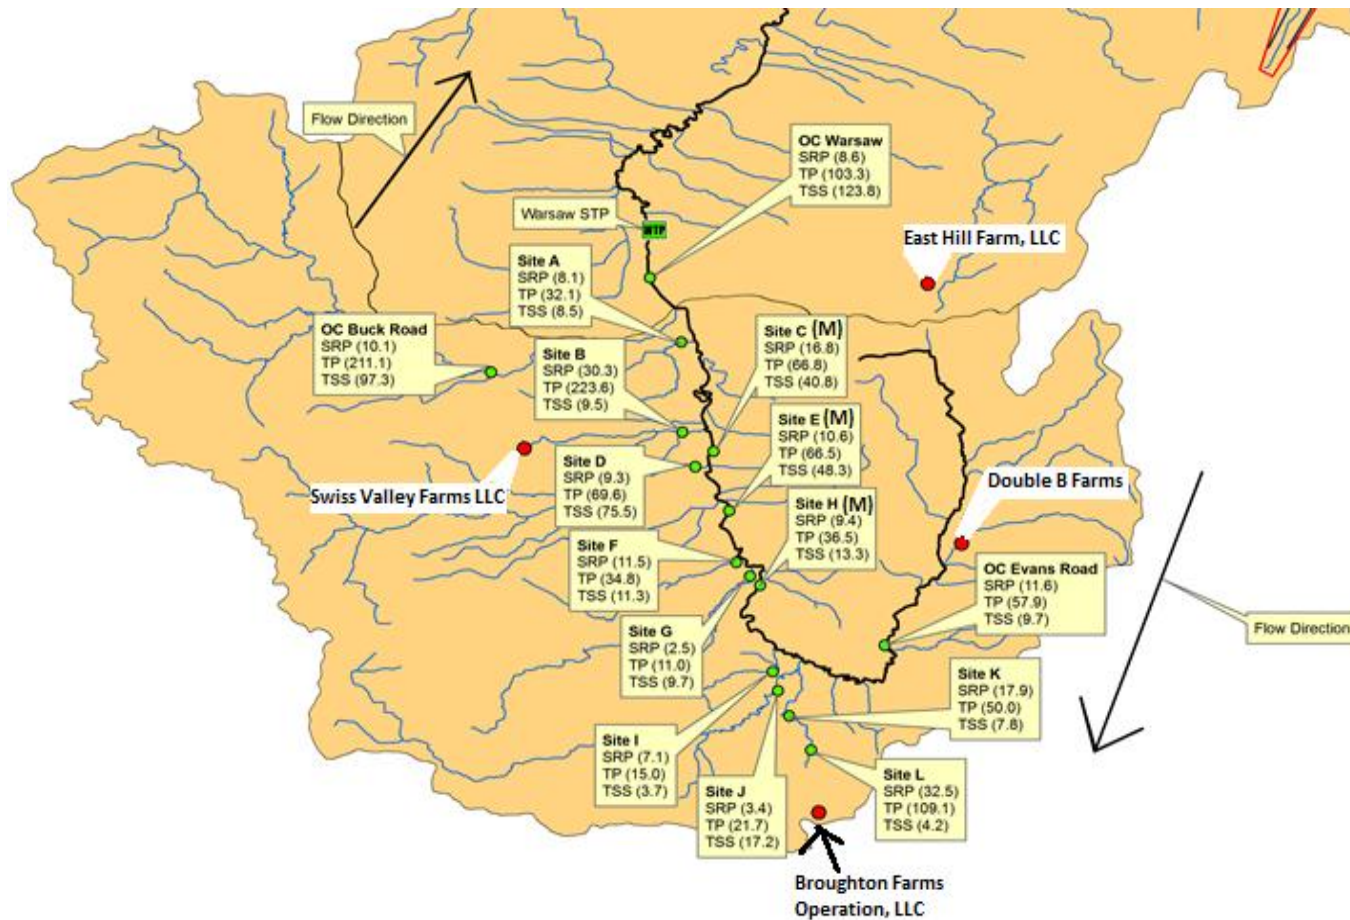 Flow Direction
OC Warsaw
SRP (8.6)
TP (103.3)
TSS (123.8)
Warsaw STP
WTP
East Hill Farm, LLC
Site A
SRP (8.1)
TP (32.1)
TSS (8.5)
OC Buck Road
SRP (10.1)
TP (211.1)
TSS (97.3)
Site B
SRP (30.3)
TP (223.6)
TSS (9.5)
Site C (M)
SRP (16.8)
TP (66.8)
TSS (40.8)
Site E (M)
SRP (10.6)
TP (66.5)
TSS (48.3)
Swiss Valley Farms LLC
Site D
SRP (9.3)
TP (69.6)
TSS (75.5)
Double B Farms
Site H (M)
SRP (9.4)
TP (36.5)
TSS (13.3)
Site F
SRP (11.5)
TP (34.8)
TSS (11.3)
OC Evans Road
SRP (11.6)
TP (57.9)
TSS (9.7)
Flow Direction
Site G
SRP (2.5)
TP (11.0)
TSS (9.7)
Site K
SRP (17.9)
TP (50.0)
TSS (7.8)
Site I
SRP (7.1)
TP (15.0)
TSS (3.7)
Site J
SRP (3.4)
TP (21.7)
TSS (17.2)
Site L
SRP (32.5)
TP (109.1)
TSS (4.2)
Broughton Farms
Operation, LLC